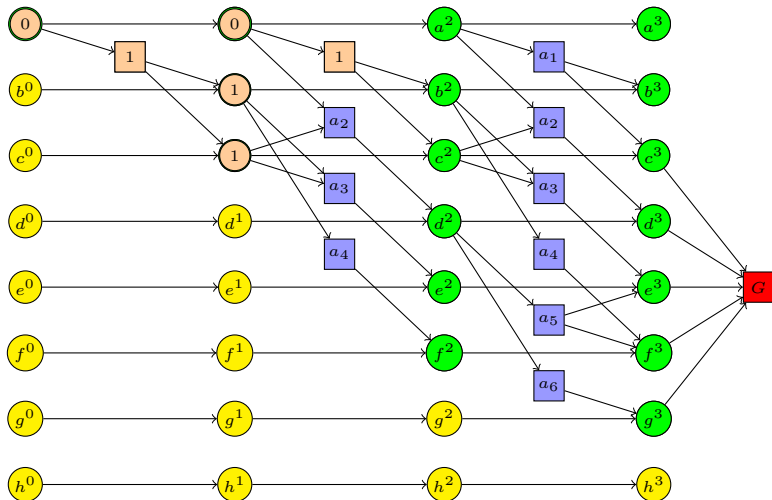 0 0 a² a³
1 1 a₁
b⁰ 1 b² b³
a₂ a₂
c⁰ 1 c² c³
a₃ a₃
d⁰ d¹ d² d³
a₄ a₄
e⁰ e¹ e² e³ G
a₅
f⁰ f¹ f² f³
a₆
g⁰ g¹ g² g³
h⁰ h¹ h² h³